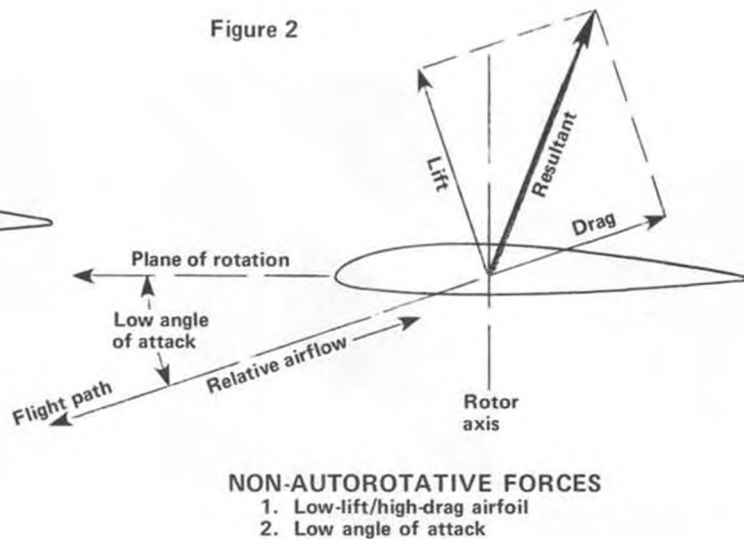 Figure 2
Lift
Resultant
Drag
Plane of rotation
Low angle
of attack
Relative airflow
Flight path
Rotor
axis
NON-AUTOROTATIVE FORCES
1. Low-lift/high-drag airfoil
2. Low angle of attack